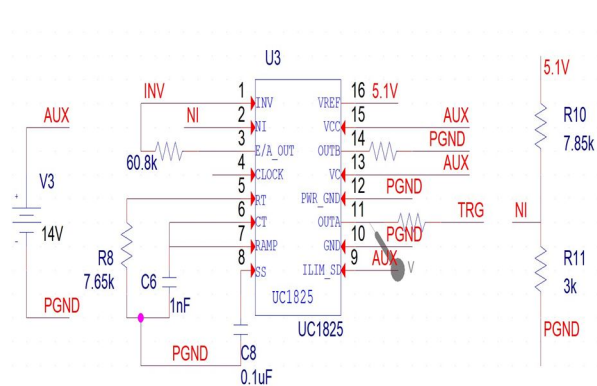 U3
INV 1 INV VREF 16 5.1V
NI 2 NI VCC 15 AUX
60.8k 3 E/A_OUT OUTB 14 PGND
4 CLOCK VC 13 AUX
5 RT PWR_GND 12 PGND
6 CT OUTA 11 TRG
7 RAMP GND 10 PGND
8 SS ILIM_SD 9 AUX
V
UC1825
UC1825
AUX
V3
14V
PGND
R8
7.65k
C6
1nF
PGND
C8
0.1uF
5.1V
R10
7.85k
NI
R11
3k
PGND
+
-